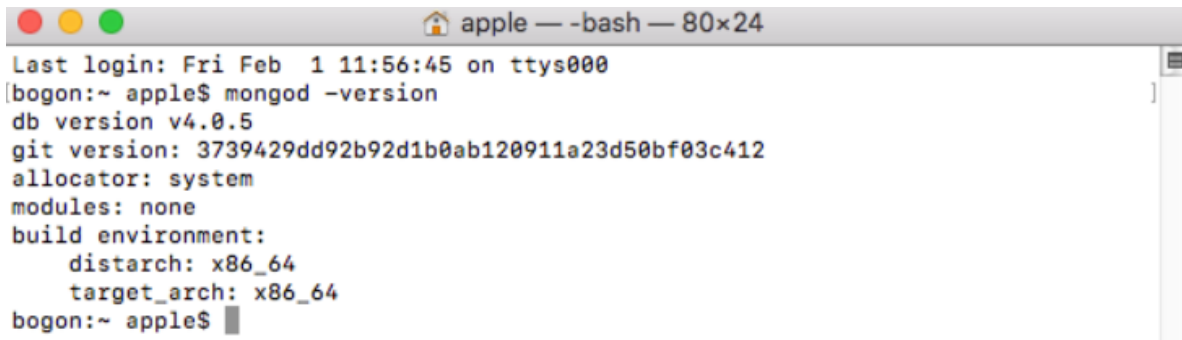 apple — -bash — 80×24
Last login: Fri Feb  1 11:56:45 on ttys000
[bogon:~ apple$ mongod -version ]
db version v4.0.5
git version: 3739429dd92b92d1b0ab120911a23d50bf03c412
allocator: system
modules: none
build environment:
    distarch: x86_64
    target_arch: x86_64
bogon:~ apple$